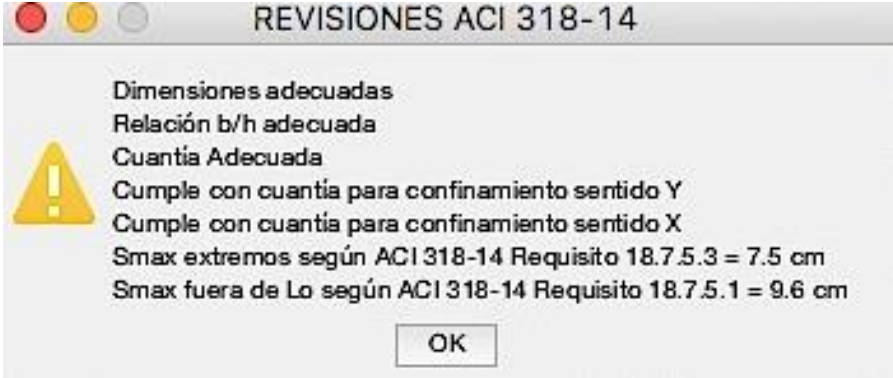 REVISIONES ACI 318-14
Dimensiones adecuadas
Relación b/h adecuada
Cuantía Adecuada
Cumple con cuantía para confinamiento sentido Y
Cumple con cuantía para confinamiento sentido X
Smax extremos según ACI 318-14 Requisito 18.7.5.3 = 7.5 cm
Smax fuera de Lo según ACI 318-14 Requisito 18.7.5.1 = 9.6 cm
OK